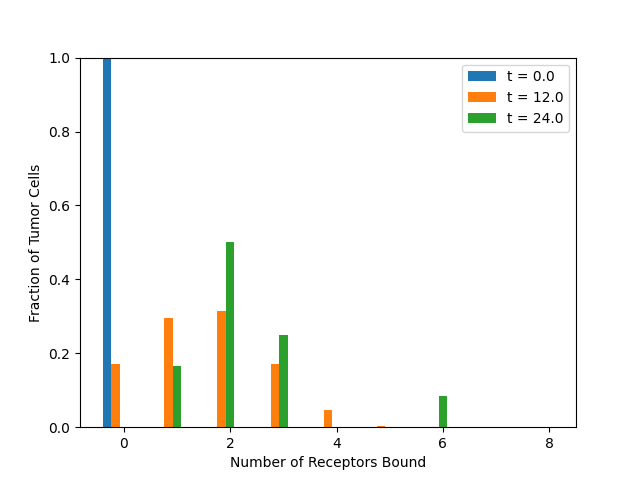 1.0
0.8
0.6
0.4
0.2
0.0
Fraction of Tumor Cells
t = 0.0
t = 12.0
t = 24.0
0 2 4 6 8
Number of Receptors Bound